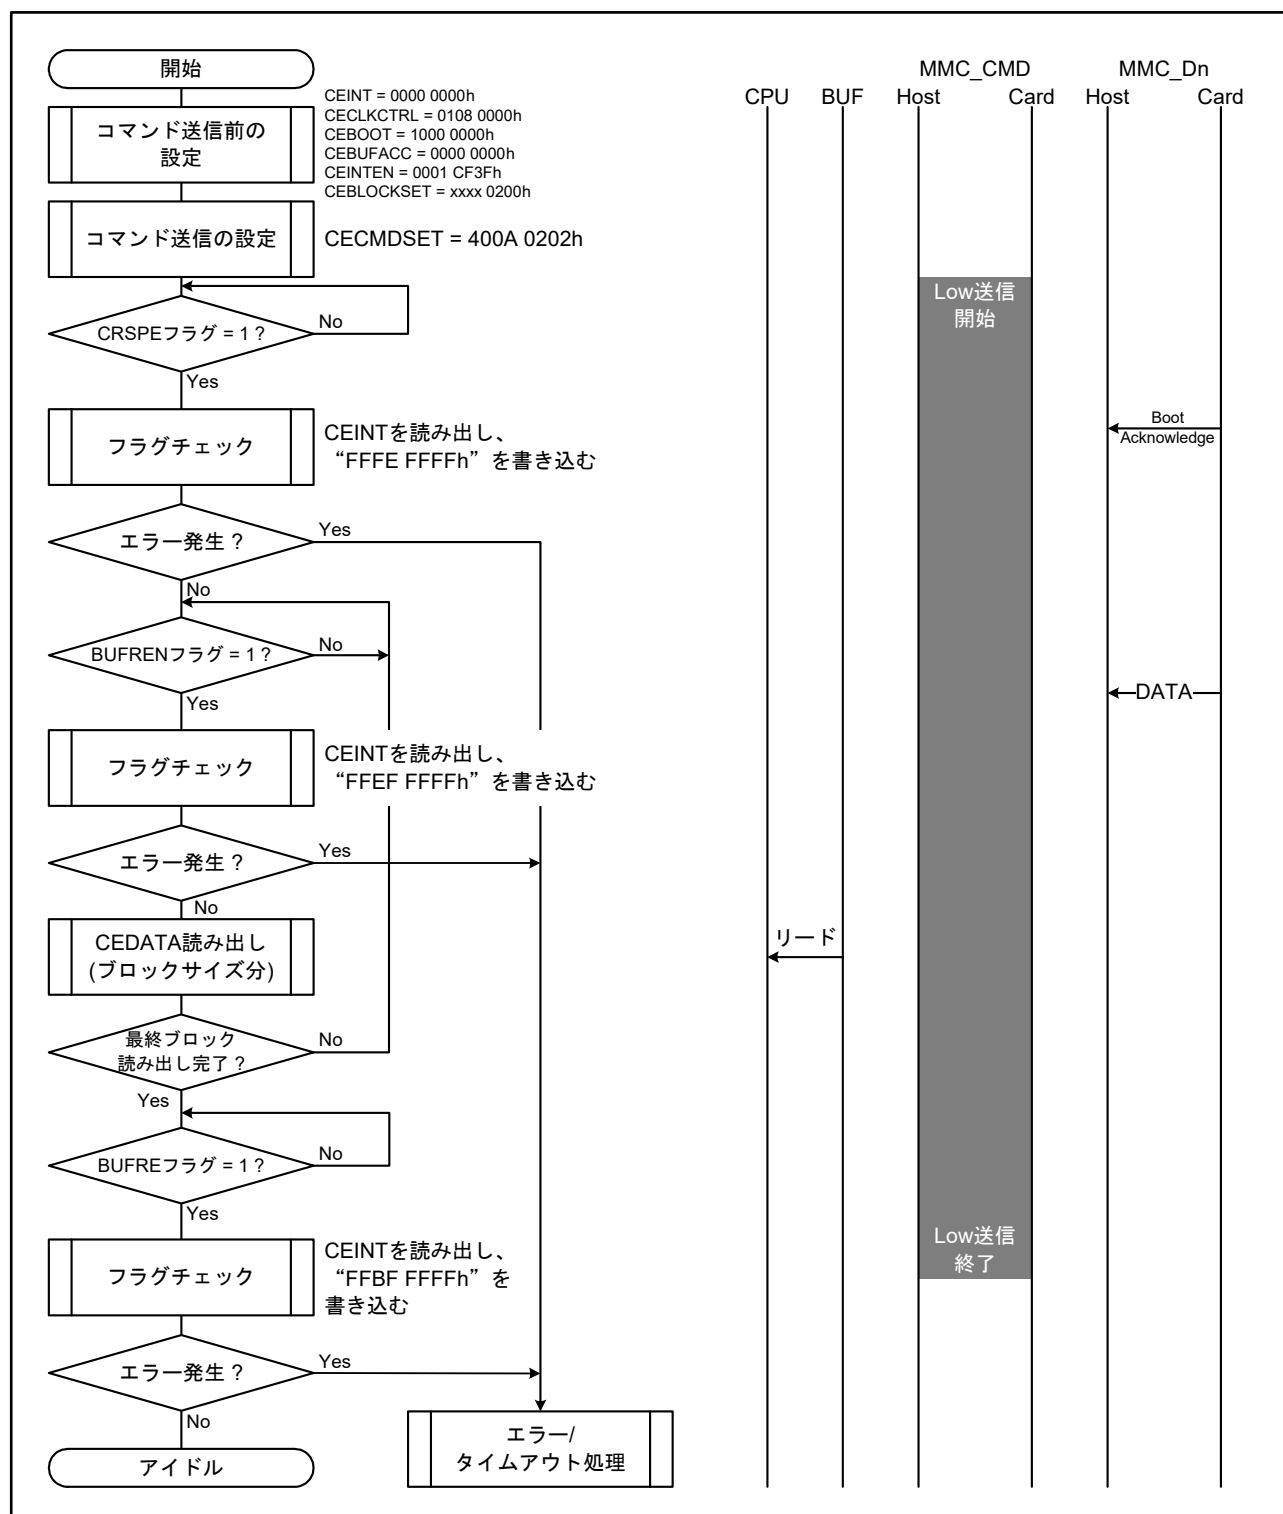 開始
CEINT = 0000 0000h
CECLKCTRL = 0108 0000h
CEBOOT = 1000 0000h
CEBUFACC = 0000 0000h
CEINTEN = 0001 CF3Fh
CEBLOCKSET = xxxx 0200h
コマンド送信前の
設定
コマンド送信の設定
CECMDSET = 400A 0202h
CRSPEフラグ = 1 ?
No
Yes
フラグチェック
CEINTを読み出し、
“FFFE FFFFh”を書き込む
エラー発生 ?
Yes
No
BUFRENフラグ = 1 ?
No
Yes
フラグチェック
CEINTを読み出し、
“FFEF FFFFh”を書き込む
エラー発生 ?
Yes
No
CEDATA読み出し
(ブロックサイズ分)
最終ブロック
読み出し完了 ?
No
Yes
BUFREフラグ = 1 ?
No
Yes
フラグチェック
CEINTを読み出し、
“FFBF FFFFh”を
書き込む
エラー発生 ?
Yes
No
アイドル
エラー/
タイムアウト処理
MMC_CMD
MMC_Dn
CPU
BUF
Host
Card
Host
Card
Low送信
開始
Boot
Acknowledge
DATA
リード
Low送信
終了